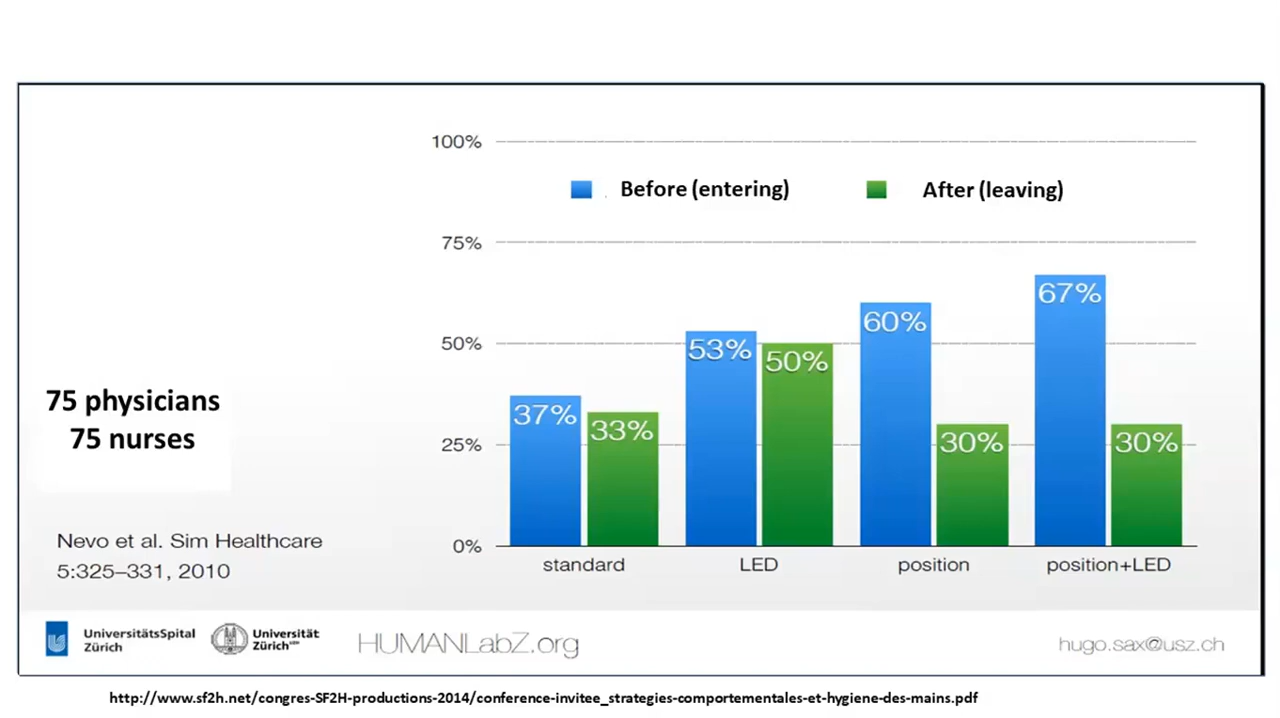 100%
Before (entering)
After (leaving)
75%
67%
60%
53%
50%
50%
37%
33%
30%
30%
25%
0%
standard
LED
position
position+LED
75 physicians
75 nurses
Nevo et al. Sim Healthcare
5:325–331, 2010
UniversitätsSpital
Zürich
Universität
Zürich UZH
HUMANLabZ.org
hugo.sax@usz.ch
http://www.sf2h.net/congres-SF2H-productions-2014/conference-invitee_strategies-comportementales-et-hygiene-des-mains.pdf